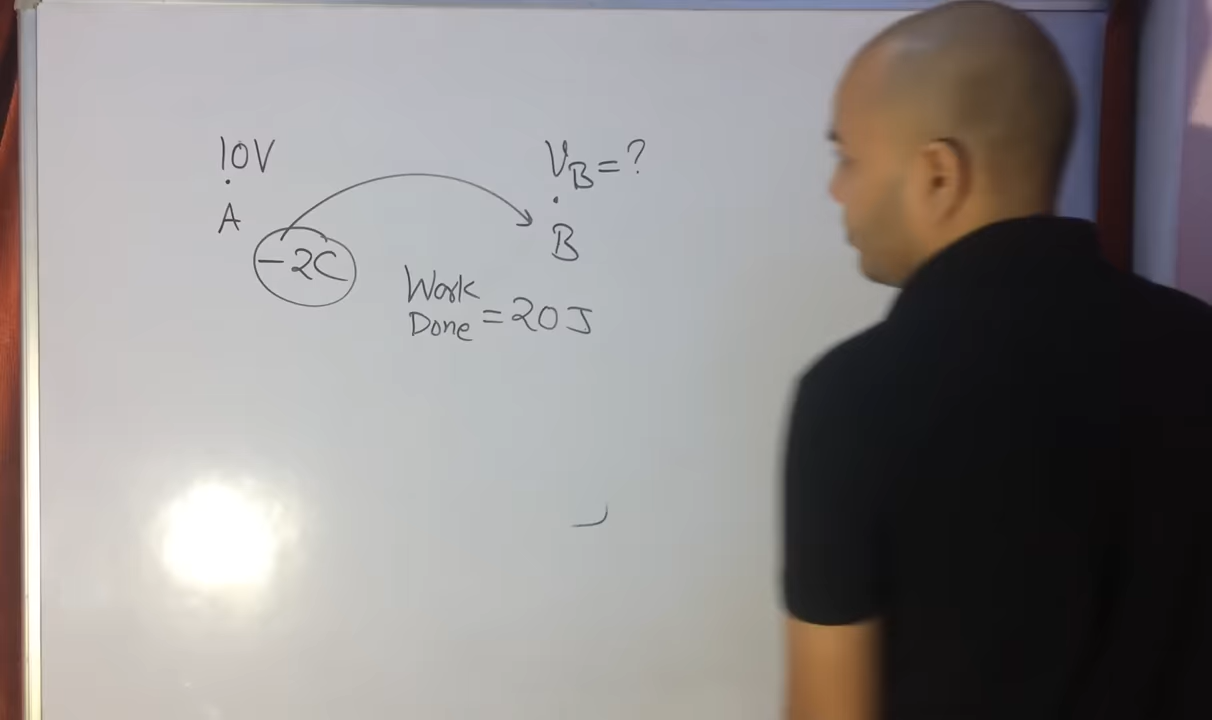 10V
V_B = ?
A
B
-2C
Work
Done = 20 J